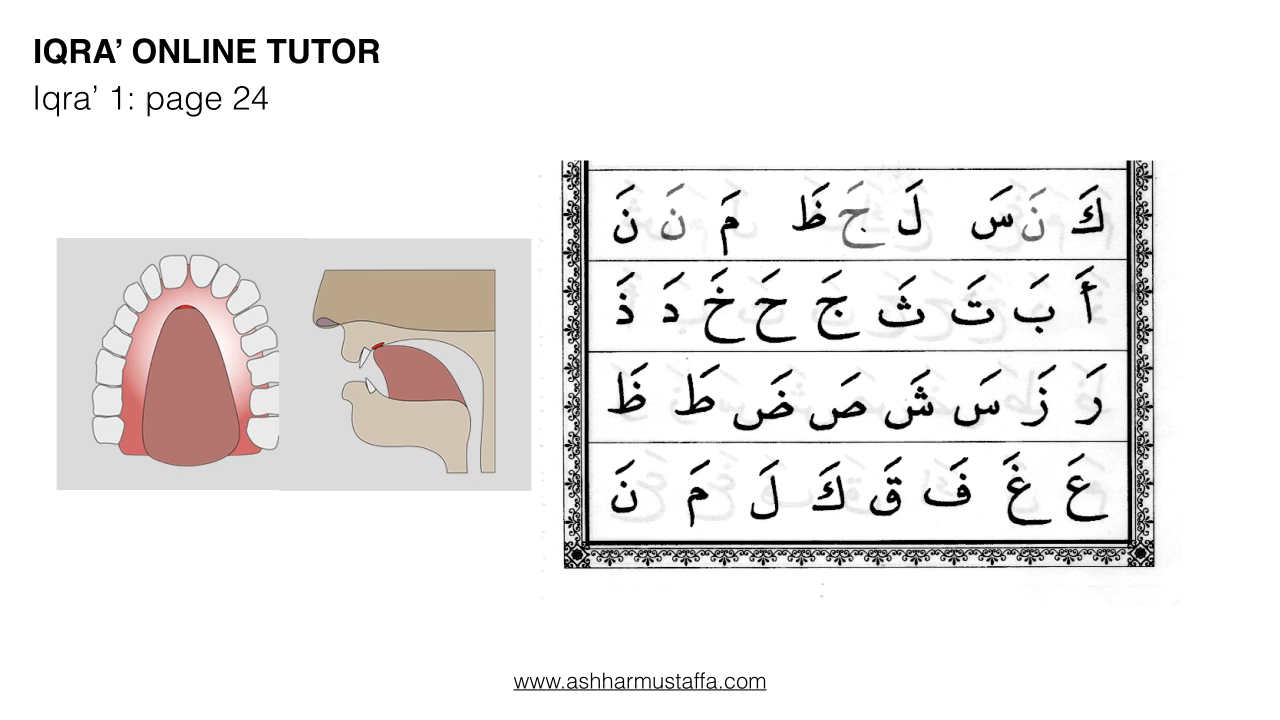 IQRA’ ONLINE TUTOR
Iqra’ 1: page 24
كَ نَ سَ لَ حَ ظَ مَ نَ نَ
أَ بَ تَ ثَ جَ حَ خَ دَ ذَ
رَ زَ سَ شَ صَ ضَ طَ ظَ
عَ غَ فَ قَ كَ لَ مَ نَ
www.ashharmustaffa.com